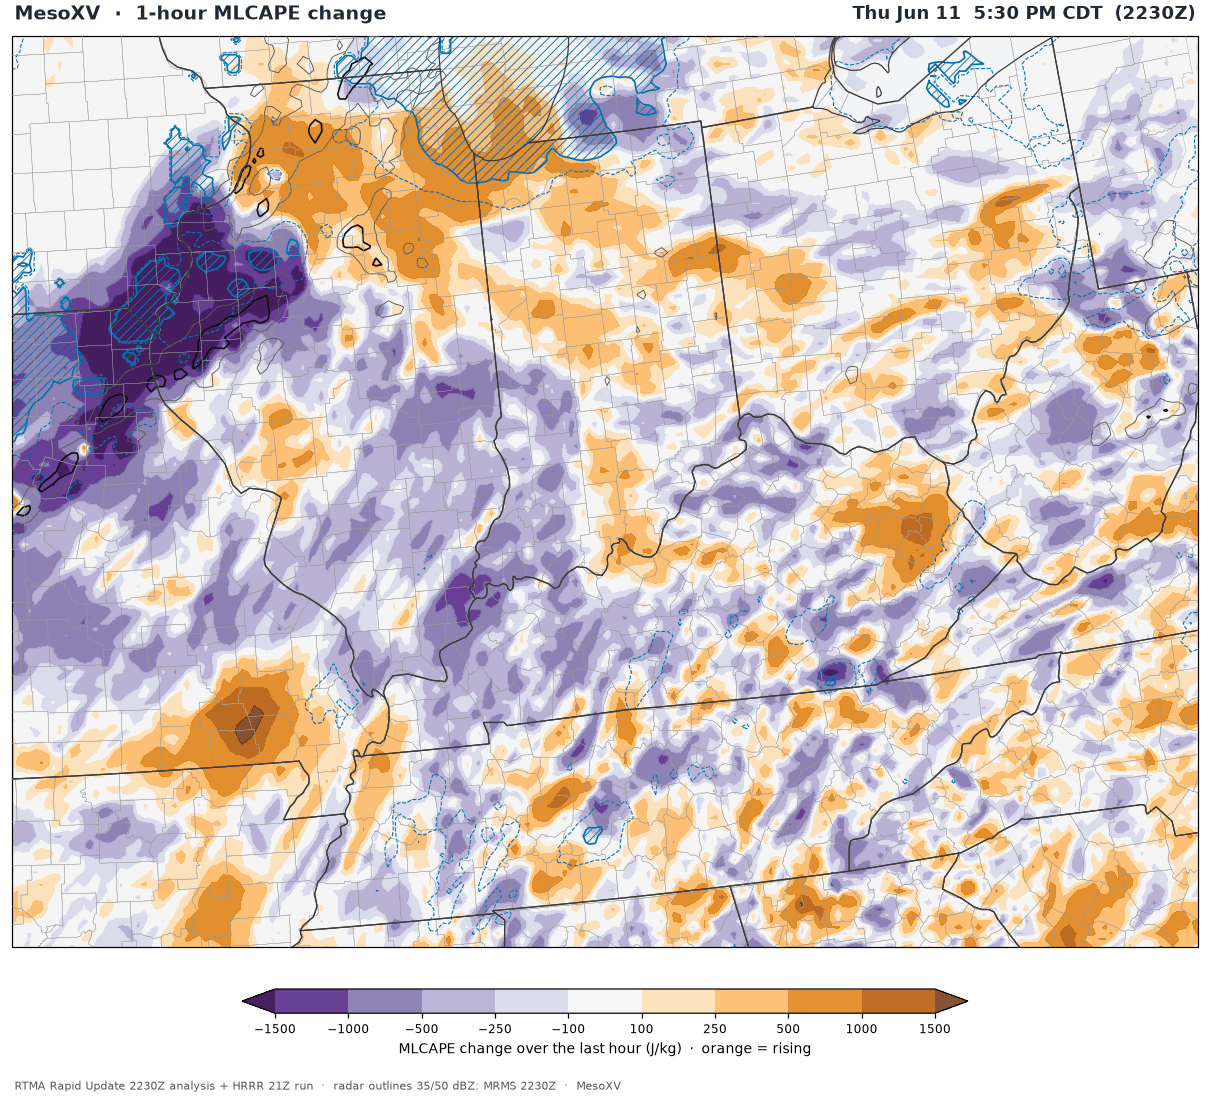 MesoXV · 1-hour MLCAPE change
Thu Jun 11 5:30 PM CDT (2230Z)
−1500 −1000 −500 −250 −100 100 250 500 1000 1500
MLCAPE change over the last hour (J/kg) · orange = rising
RTMA Rapid Update 2230Z analysis + HRRR 21Z run · radar outlines 35/50 dBZ: MRMS 2230Z · MesoXV